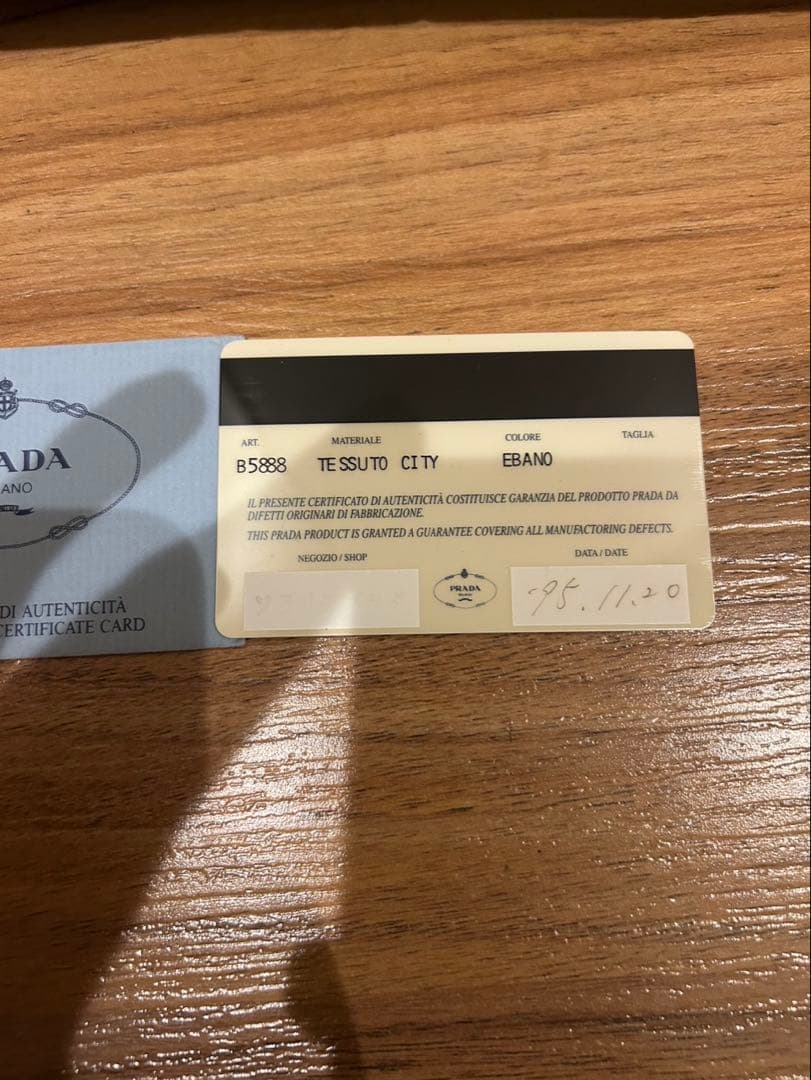 ADA
ANO
DI AUTENTICITÀ
CERTIFICATE CARD
ART. MATERIALE COLORE TAGLIA
B5888 TESSUTO CITY EBANO
IL PRESENTE CERTIFICATO DI AUTENTICITÀ COSTITUISCE GARANZIA DEL PRODOTTO PRADA DA
DIFETTI ORIGINARI DI FABBRICAZIONE.
THIS PRADA PRODUCT IS GRANTED A GUARANTEE COVERING ALL MANUFACTORING DEFECTS.
NEGOZIO / SHOP DATA / DATE
PRADA
MILANO
-95.11.20